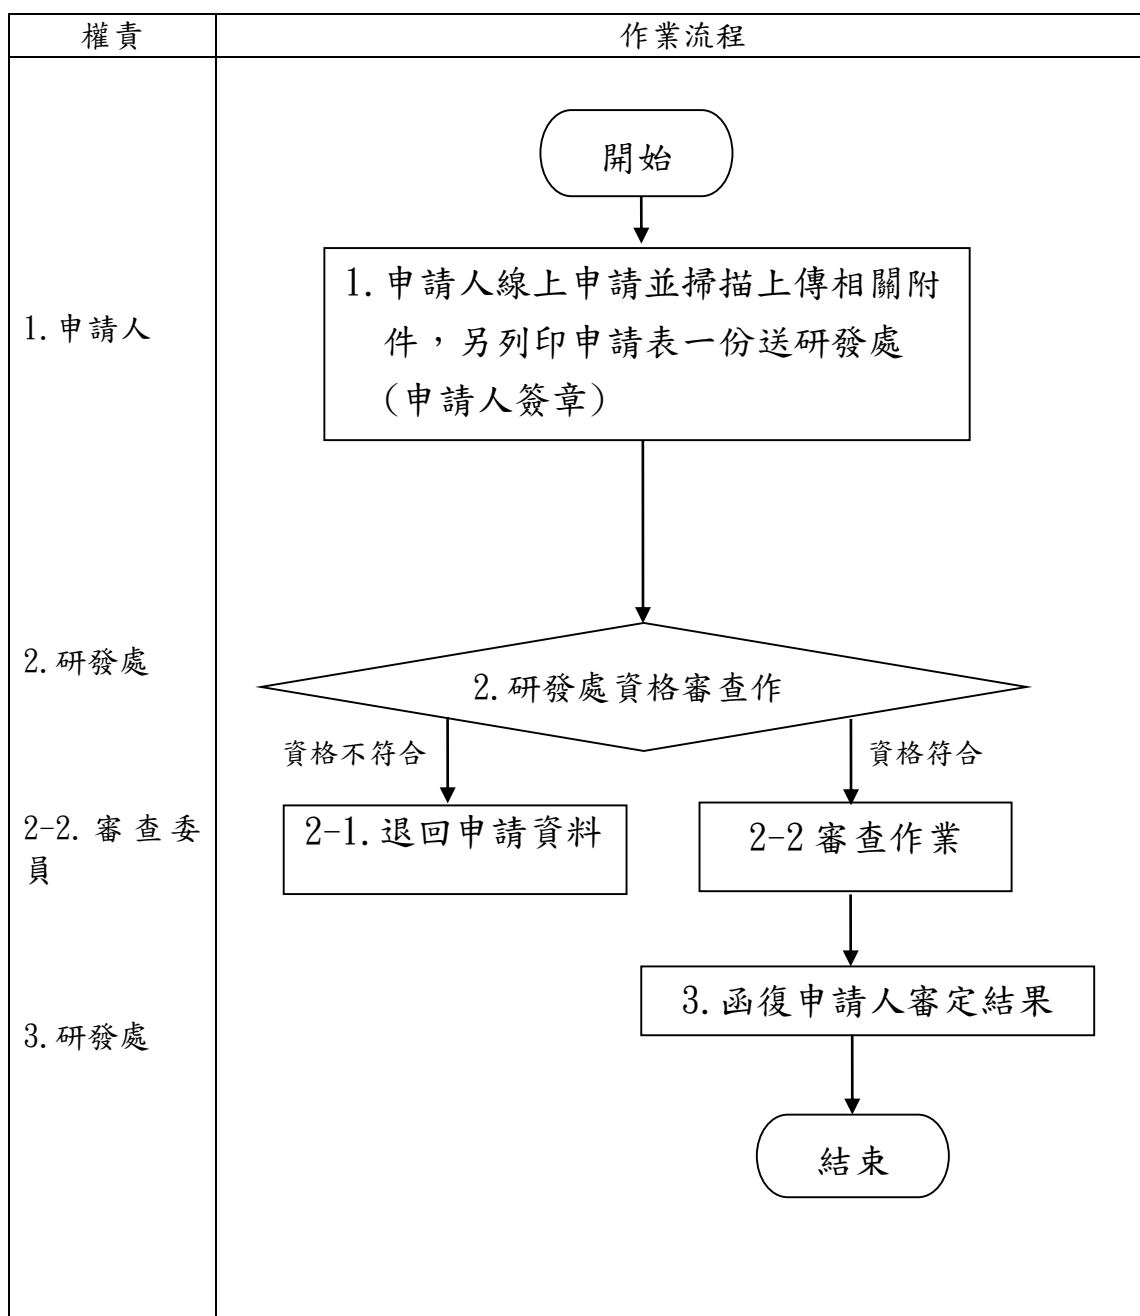 權責
作業流程
開始
1.申請人
1.申請人線上申請並掃描上傳相關附
件，另列印申請表一份送研發處
(申請人簽章)
2.研發處
2.研發處資格審查作
資格不符合
資格符合
2-2.審查委
員
2-1.退回申請資料
2-2 審查作業
3.研發處
3.函復申請人審定結果
結束